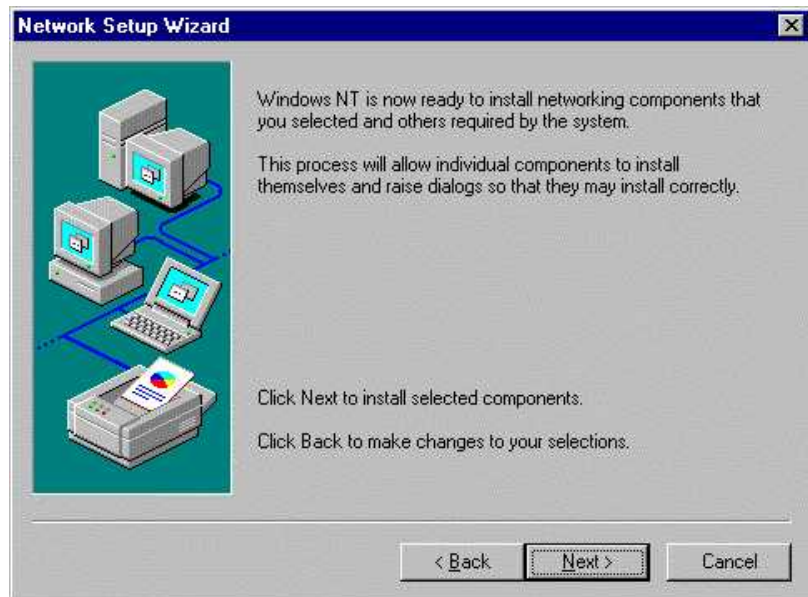 Network Setup Wizard
Windows NT is now ready to install networking components that
you selected and others required by the system.
This process will allow individual components to install
themselves and raise dialogs so that they may install correctly.
Click Next to install selected components.
Click Back to make changes to your selections.
< Back
Next >
Cancel